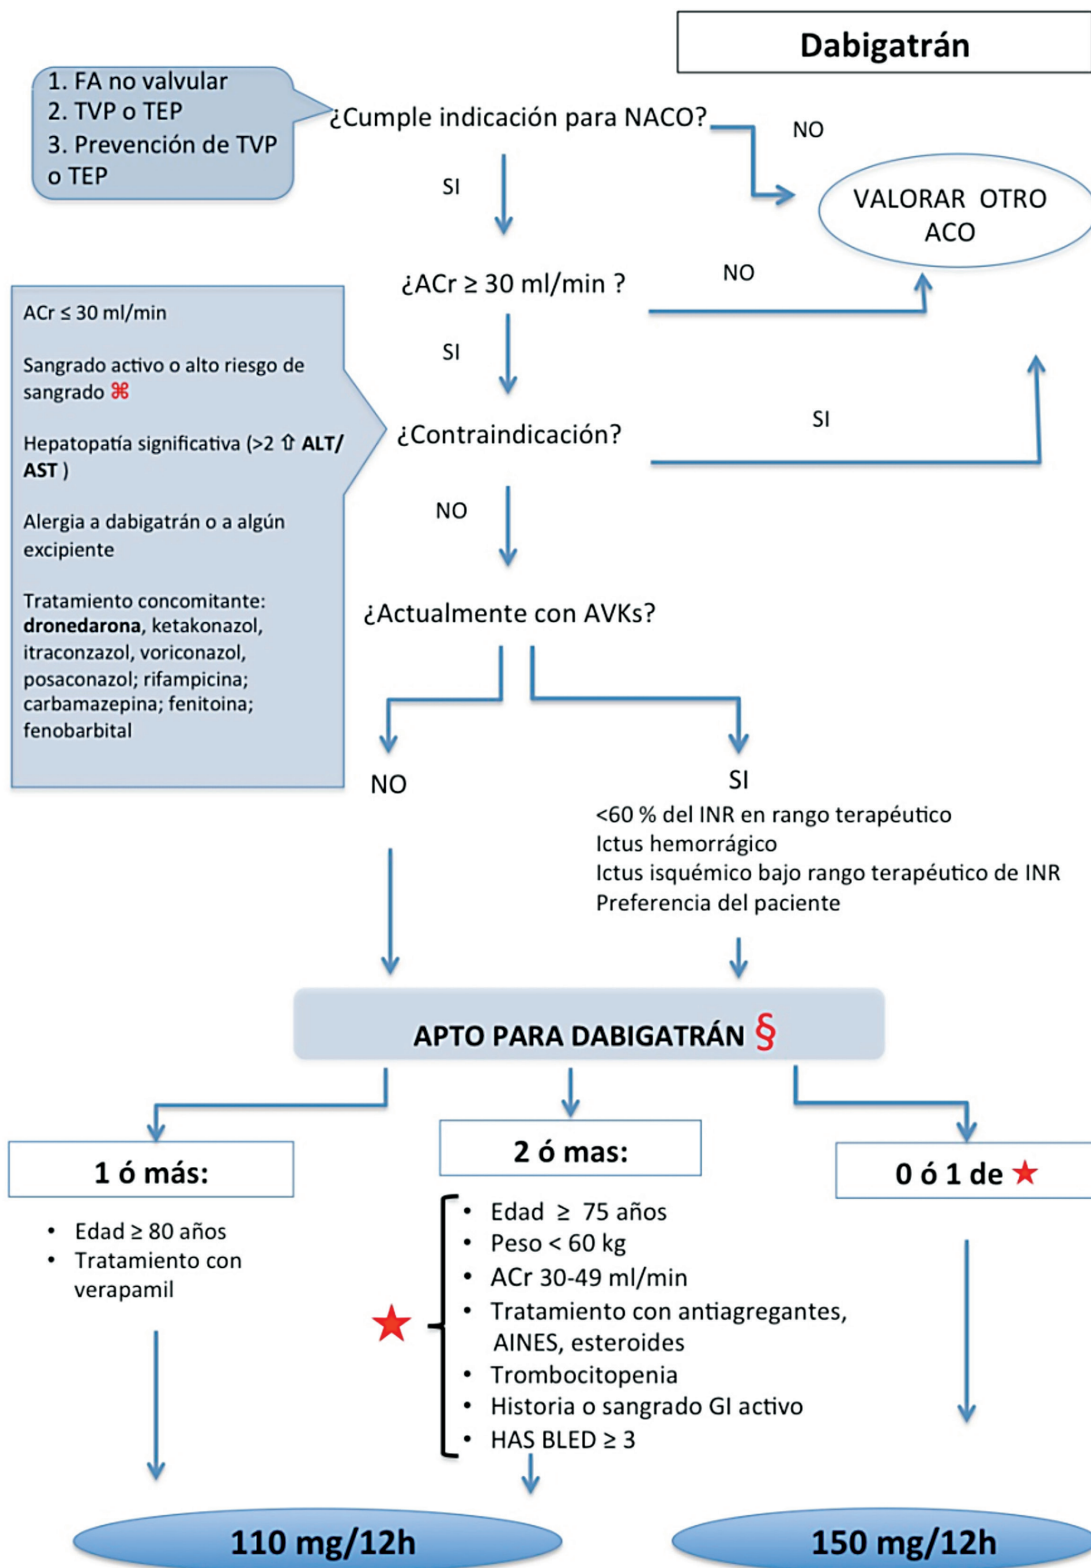 Dabigatrán
1. FA no valvular
2. TVP o TEP
3. Prevención de TVP
o TEP
¿Cumple indicación para NACO?
NO
SI
VALORAR OTRO
ACO
¿ACr ≥ 30 ml/min ?
NO
SI
ACr ≤ 30 ml/min
Sangrado activo o alto riesgo de
sangrado ⌘
Hepatopatía significativa (>2 ⇧ ALT/
AST )
Alergia a dabigatrán o a algún
excipiente
Tratamiento concomitante:
dronedarona, ketakonazol,
itraconzazol, voriconazol,
posaconazol; rifampicina;
carbamazepina; fenitoina;
fenobarbital
¿Contraindicación?
SI
NO
¿Actualmente con AVKs?
NO
SI
<60 % del INR en rango terapéutico
Ictus hemorrágico
Ictus isquémico bajo rango terapéutico de INR
Preferencia del paciente
APTO PARA DABIGATRÁN §
1 ó más:
• Edad ≥ 80 años
• Tratamiento con
verapamil
2 ó mas:
• Edad ≥ 75 años
• Peso < 60 kg
• ACr 30-49 ml/min
• Tratamiento con antiagregantes,
AINES, esteroides
• Trombocitopenia
• Historia o sangrado GI activo
• HAS BLED ≥ 3
★
0 ó 1 de ★
110 mg/12h
150 mg/12h